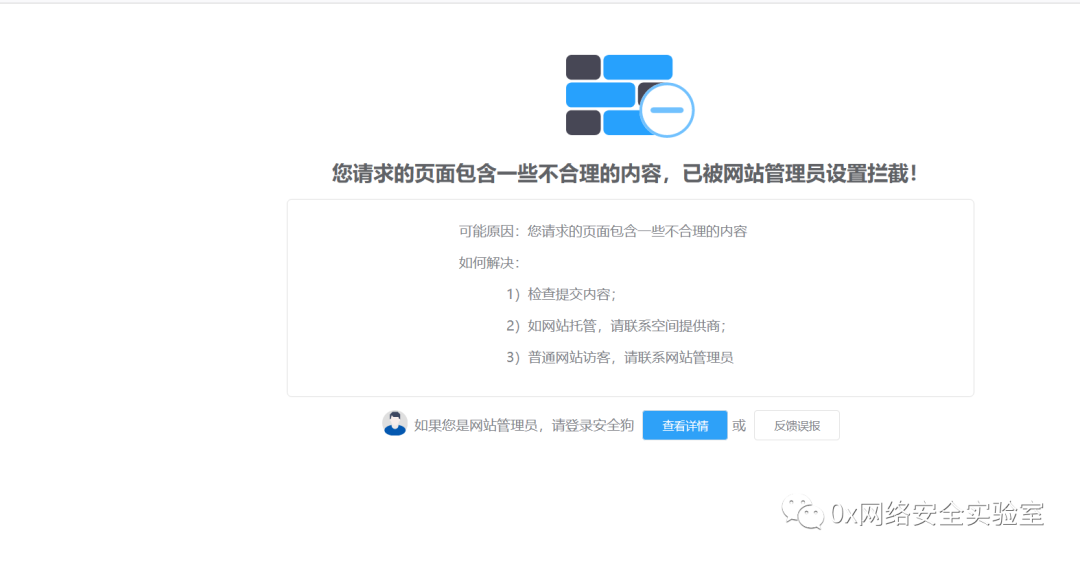 您请求的页面包含一些不合理的内容，已被网站管理员设置拦截！
可能原因：您请求的页面包含一些不合理的内容
如何解决：
1）检查提交内容；
2）如网站托管，请联系空间提供商；
3）普通网站访客，请联系网站管理员
如果您是网站管理员，请登录安全狗 查看详情 或 反馈误报
0x网络安全实验室